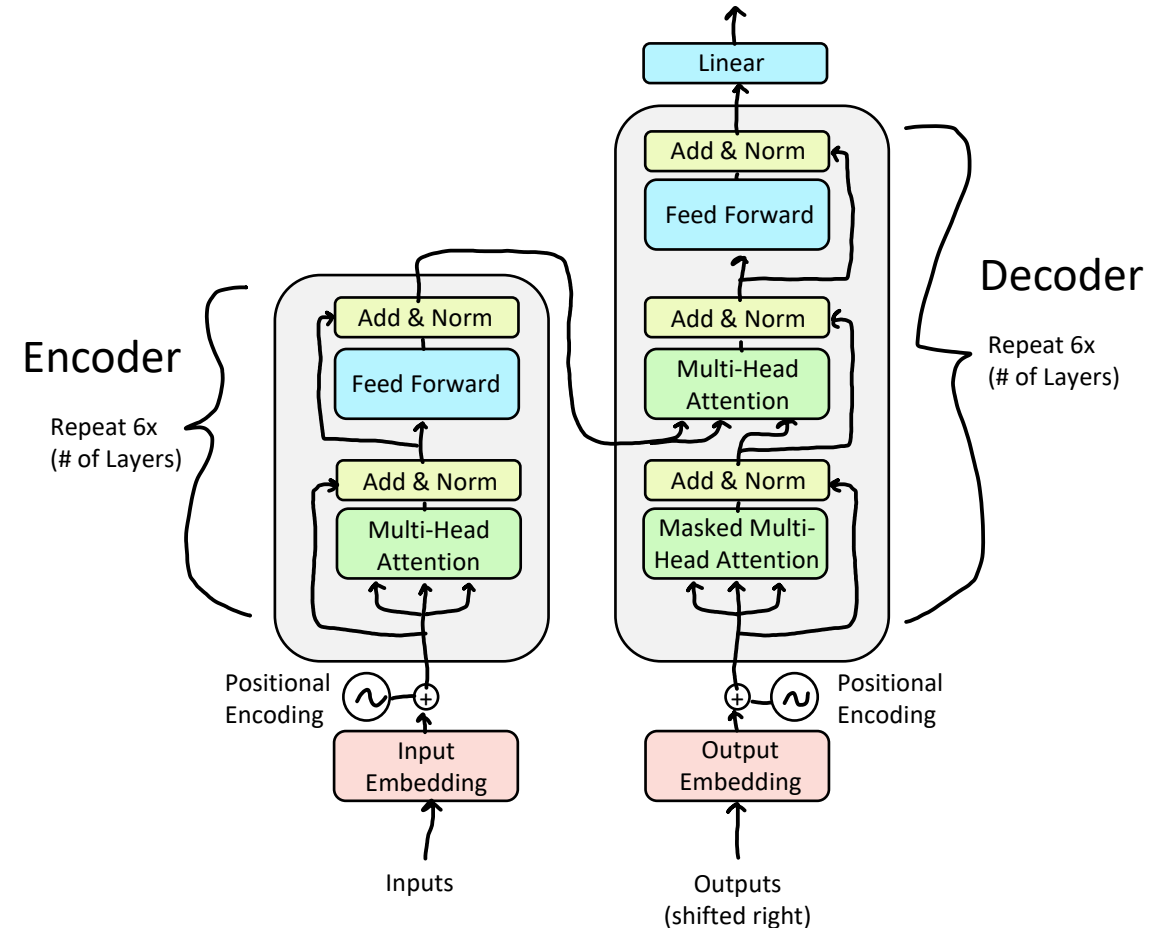 Linear
Add & Norm
Feed Forward
Add & Norm
Multi-Head
Attention
Add & Norm
Masked Multi-
Head Attention
Decoder
Repeat 6x
(# of Layers)
Encoder
Repeat 6x
(# of Layers)
Add & Norm
Feed Forward
Add & Norm
Multi-Head
Attention
Positional
Encoding
+
Input
Embedding
Inputs
+
Positional
Encoding
Output
Embedding
Outputs
(shifted right)